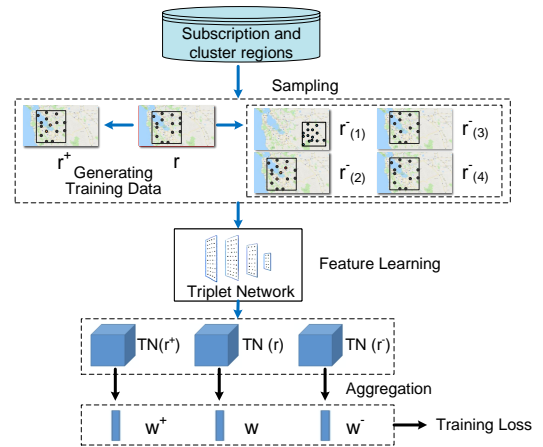 Subscription and
cluster regions
Sampling
r⁺
r
Generating
Training Data
r⁻(1)
r⁻(3)
r⁻(2)
r⁻(4)
Feature Learning
Triplet Network
TN(r⁺)
TN (r)
TN (r⁻)
Aggregation
w⁺
w
w⁻
Training Loss